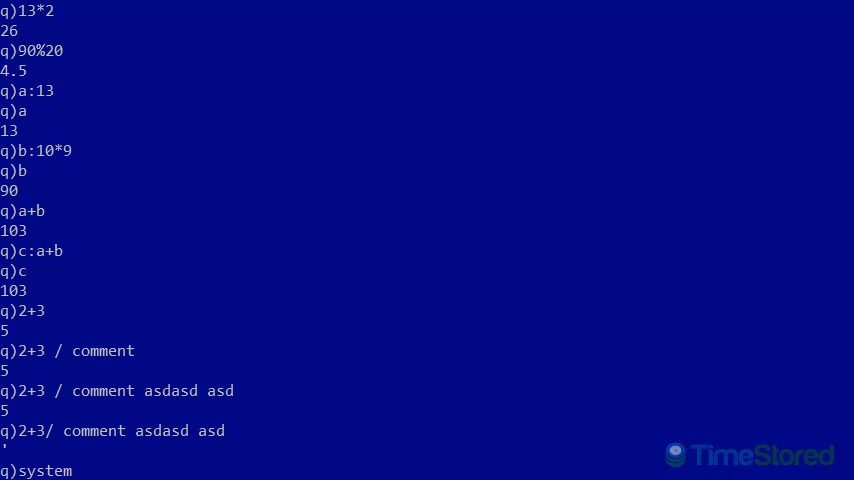 q)13*2
26
q)90%20
4.5
q)a:13
q)a
13
q)b:10*9
q)b
90
q)a+b
103
q)c:a+b
q)c
103
q)2+3
5
q)2+3 / comment
5
q)2+3 / comment asdasd asd
5
q)2+3/ comment asdasd asd
'
q)system
TimeStored